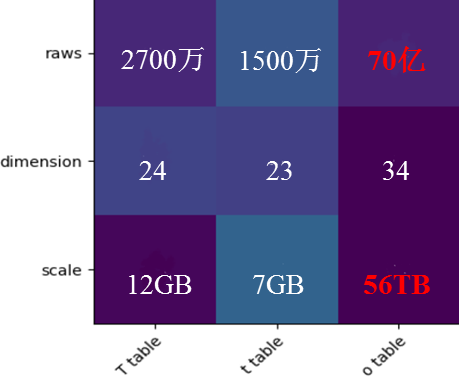 raws 2700万 1500万 70亿
dimension 24 23 34
scale 12GB 7GB 56TB
T table t table o table